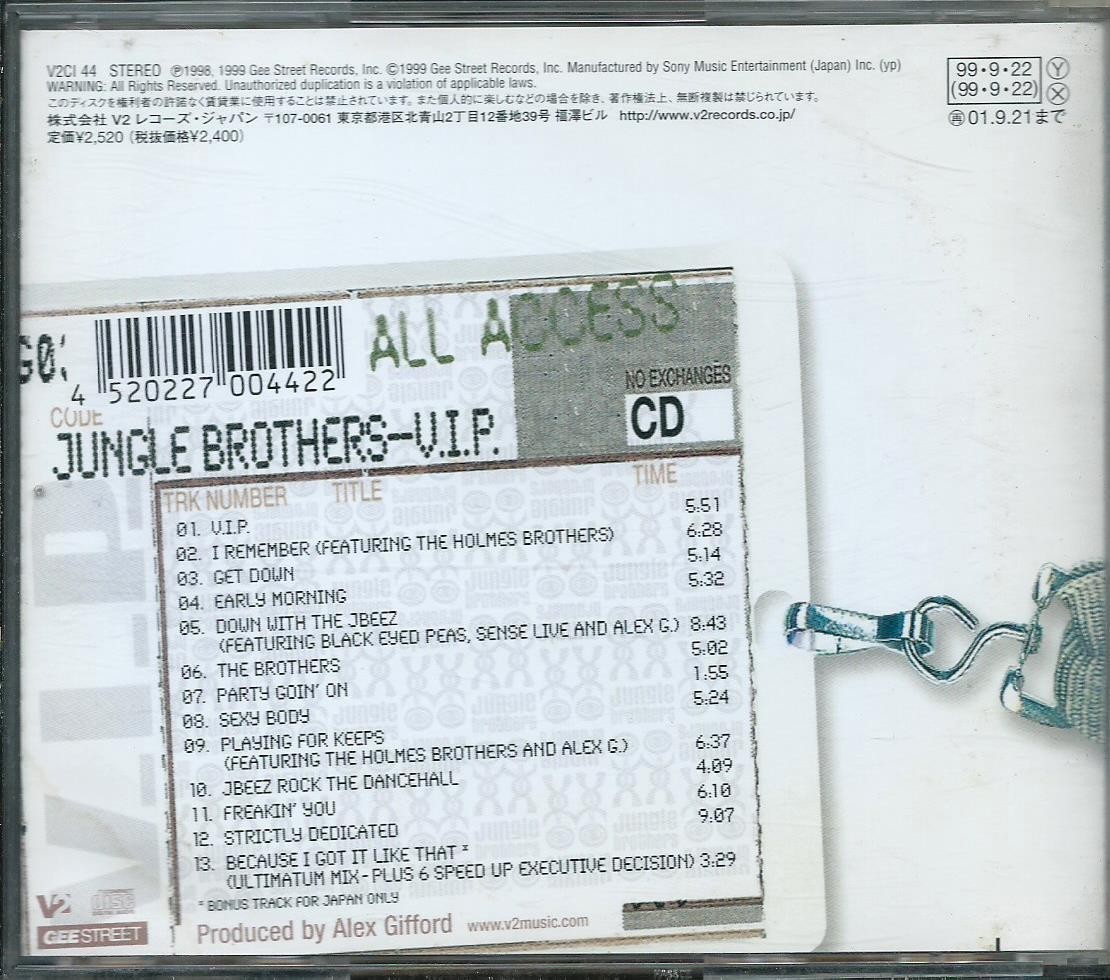 V2CI 44 STEREO ℗1998, 1999 Gee Street Records, Inc. ©1999 Gee Street Records, Inc. Manufactured by Sony Music Entertainment (Japan) Inc. (yp)
WARNING: All Rights Reserved. Unauthorized duplication is a violation of applicable laws.
このディスクを権利者の許諾なく賃貸業に使用することは禁止されています。また個人的に楽しむなどの場合を除き、著作権法上、無断複製は禁じられています。
株式会社 V2 レコーズ・ジャパン 〒107-0061 東京都港区北青山2丁目12番地39号 福澤ビル http://www.v2records.co.jp/
定価¥2,520 (税抜価格¥2,400)
99・9・22 Ⓨ
(99・9・22) Ⓧ
㊢01.9.21まで
4 520227 004422
ALL ACCESS
NO EXCHANGES
CD
CODE
JUNGLE BROTHERS-V.I.P.
TRK NUMBER TITLE TIME
01. V.I.P. 5:51
02. I REMEMBER (FEATURING THE HOLMES BROTHERS) 6:28
03. GET DOWN 5:14
04. EARLY MORNING 5:32
05. DOWN WITH THE JBEEZ
(FEATURING BLACK EYED PEAS, SENSE LIVE AND ALEX G.) 8:43
06. THE BROTHERS 5:02
07. PARTY GOIN' ON 1:55
08. SEXY BODY 5:24
09. PLAYING FOR KEEPS
(FEATURING THE HOLMES BROTHERS AND ALEX G.) 6:37
10. JBEEZ ROCK THE DANCEHALL 4:09
11. FREAKIN' YOU 6:10
12. STRICTLY DEDICATED 9:07
13. BECAUSE I GOT IT LIKE THAT *
(ULTIMATUM MIX - PLUS 6 SPEED UP EXECUTIVE DECISION) 3:29
* BONUS TRACK FOR JAPAN ONLY
Produced by Alex Gifford www.v2music.com
V2 disc
GEE STREET